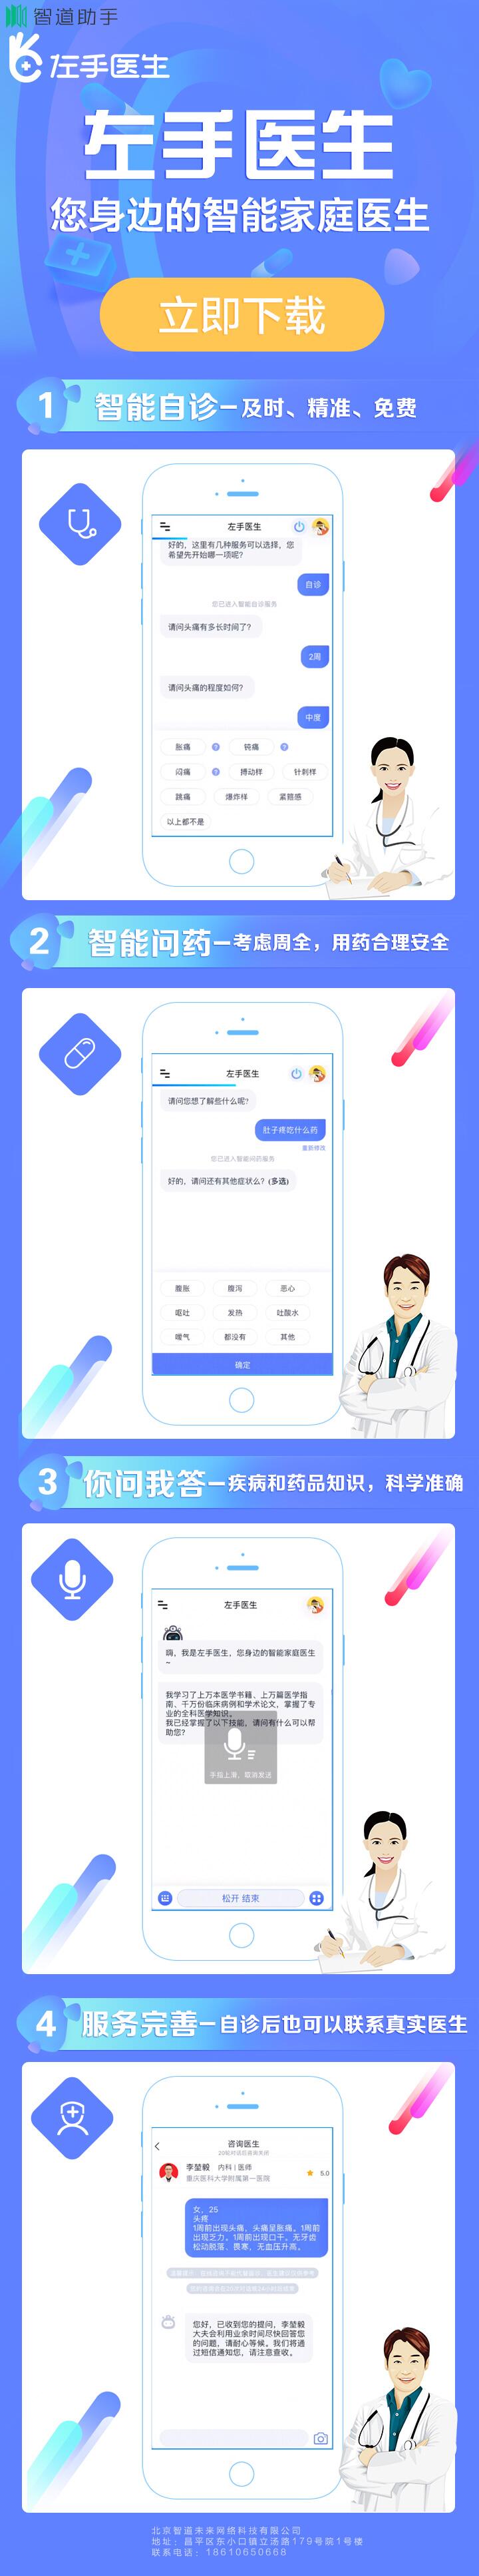 智道助手
左手医生
左手医生
您身边的智能家庭医生
立即下载
1 智能自诊—及时、精准、免费
左手医生
好的，这里有几种服务可以选择，您
希望先开始哪一项呢？
自诊
您已进入智能自诊服务
请问头痛有多长时间了？
2周
请问头痛的程度如何？
中度
胀痛 ? 钝痛 ?
闷痛 ? 搏动样 针刺样
跳痛 爆炸样 紧箍感
以上都不是
2 智能问药—考虑周全，用药合理安全
左手医生
请问您想了解些什么呢？
肚子疼吃什么药
重新修改
您已进入智能问药服务
好的，请问还有其他症状么？(多选)
腹胀 腹泻 恶心
呕吐 发热 吐酸水
嗳气 都没有 其他
确定
3 你问我答—疾病和药品知识，科学准确
左手医生
嗨，我是左手医生，您身边的智能家庭医生
~
我学习了上万本医学书籍、上万篇医学指
南、千万份临床病例和学术论文，掌握了专
业的全科医学知识。
我已经掌握了以下技能，请问有什么可以帮
助您？
手指上滑，取消发送
松开 结束
4 服务完善—自诊后也可以联系真实医生
咨询医生
李堃毅 内科 | 医师
5.0
重庆医科大学附属第一医院
女，25
头疼
1周前出现头痛，头痛呈胀痛。1周前
出现乏力。1周前出现口干。无牙齿
松动脱落、畏寒、无血压升高。
您好，已收到您的提问，李堃毅
大夫会利用业余时间尽快回答您
的问题，请耐心等候。我们将通
过短信通知您，请注意查收。
北京智道未来网络科技有限公司
地址：昌平区东小口镇立汤路179号院1号楼
联系电话：18610650668